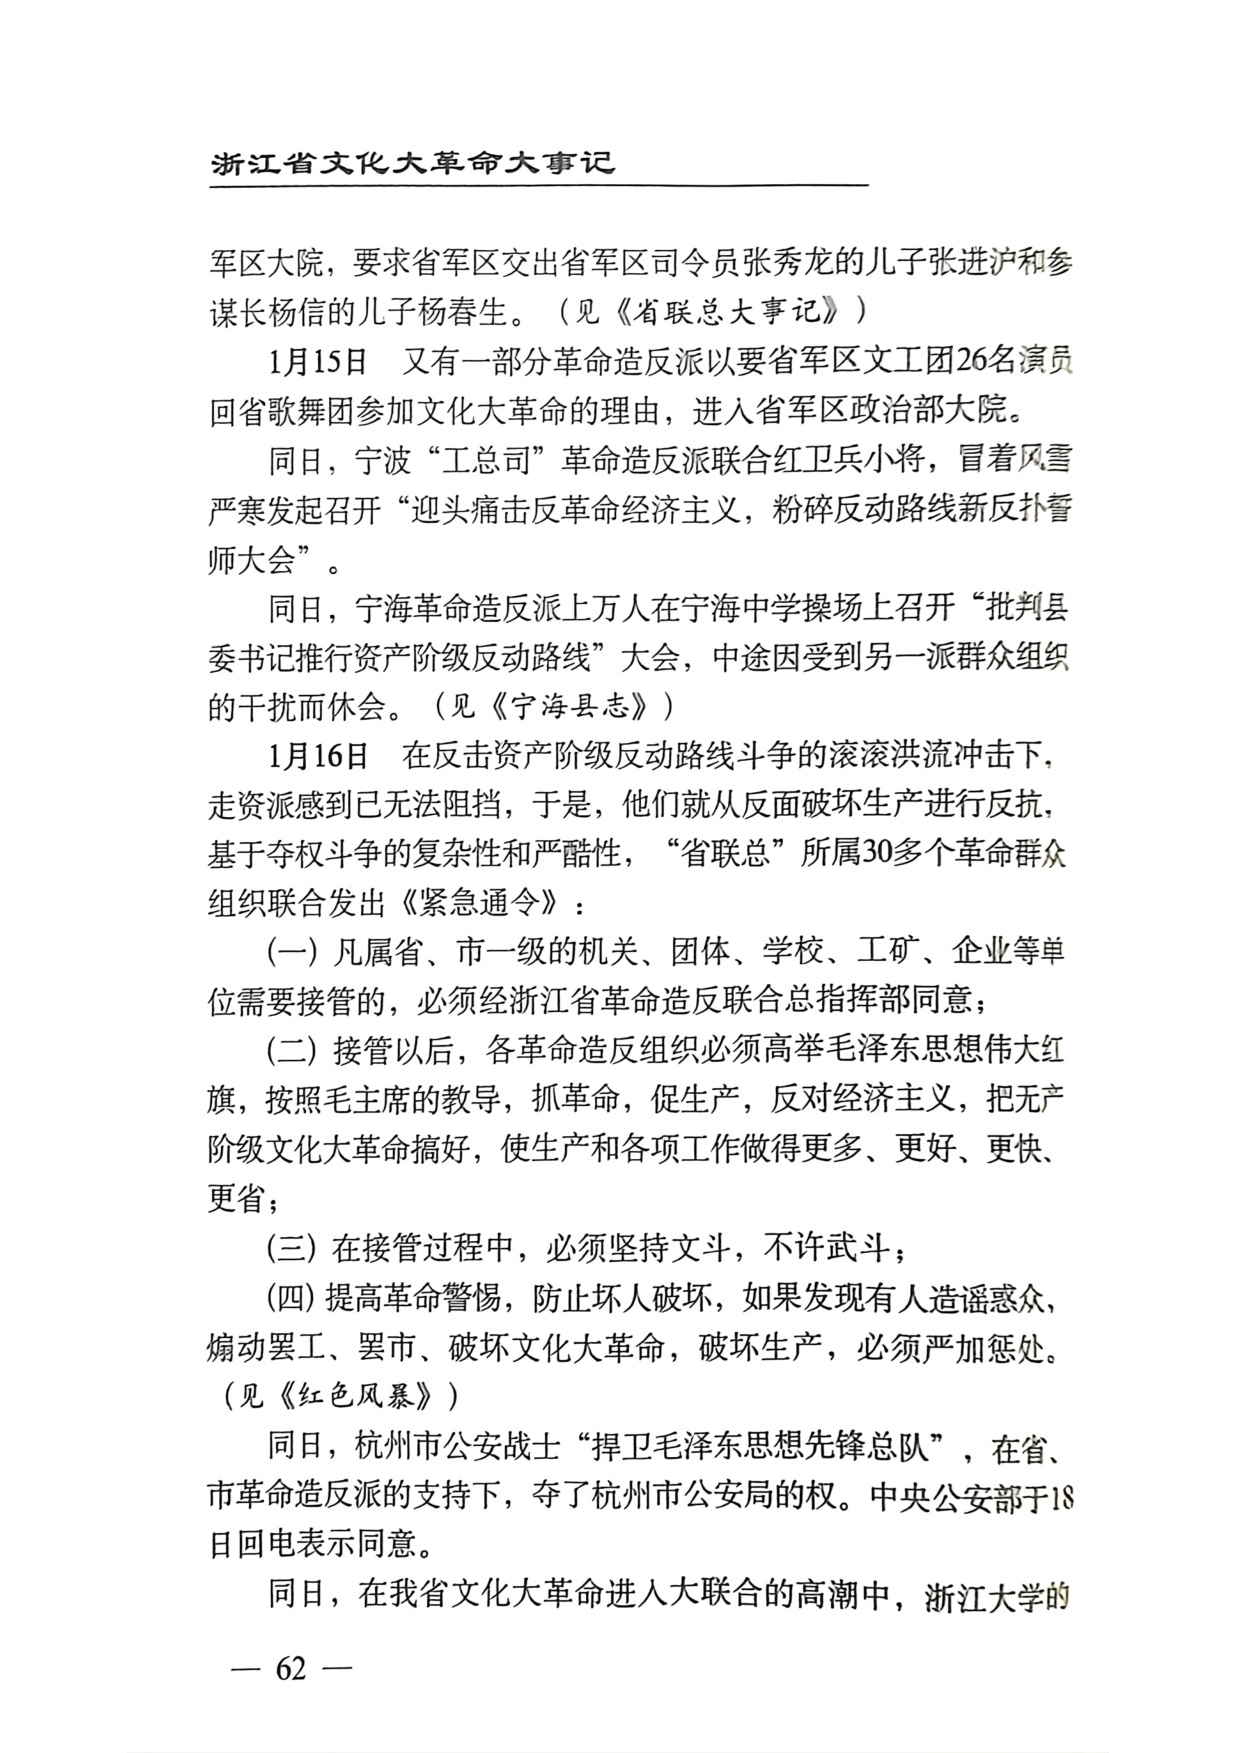 浙江省文化大革命大事记
军区大院，要求省军区交出省军区司令员张秀龙的儿子张进沪和参
谋长杨信的儿子杨春生。（见《省联总大事记》）
1月15日　又有一部分革命造反派以要省军区文工团26名演员
回省歌舞团参加文化大革命的理由，进入省军区政治部大院。
同日，宁波“工总司”革命造反派联合红卫兵小将，冒着风雪
严寒发起召开“迎头痛击反革命经济主义，粉碎反动路线新反扑誓
师大会”。
同日，宁海革命造反派上万人在宁海中学操场上召开“批判县
委书记推行资产阶级反动路线”大会，中途因受到另一派群众组织
的干扰而休会。（见《宁海县志》）
1月16日　在反击资产阶级反动路线斗争的滚滚洪流冲击下，
走资派感到已无法阻挡，于是，他们就从反面破坏生产进行反抗，
基于夺权斗争的复杂性和严酷性，“省联总”所属30多个革命群众
组织联合发出《紧急通令》：
(一) 凡属省、市一级的机关、团体、学校、工矿、企业等单
位需要接管的，必须经浙江省革命造反联合总指挥部同意；
(二) 接管以后，各革命造反组织必须高举毛泽东思想伟大红
旗，按照毛主席的教导，抓革命，促生产，反对经济主义，把无产
阶级文化大革命搞好，使生产和各项工作做得更多、更好、更快、
更省；
(三) 在接管过程中，必须坚持文斗，不许武斗；
(四) 提高革命警惕，防止坏人破坏，如果发现有人造谣惑众，
煽动罢工、罢市、破坏文化大革命，破坏生产，必须严加惩处。
（见《红色风暴》）
同日，杭州市公安战士“捍卫毛泽东思想先锋总队”，在省、
市革命造反派的支持下，夺了杭州市公安局的权。中央公安部于18
日回电表示同意。
同日，在我省文化大革命进入大联合的高潮中，浙江大学的
— 62 —